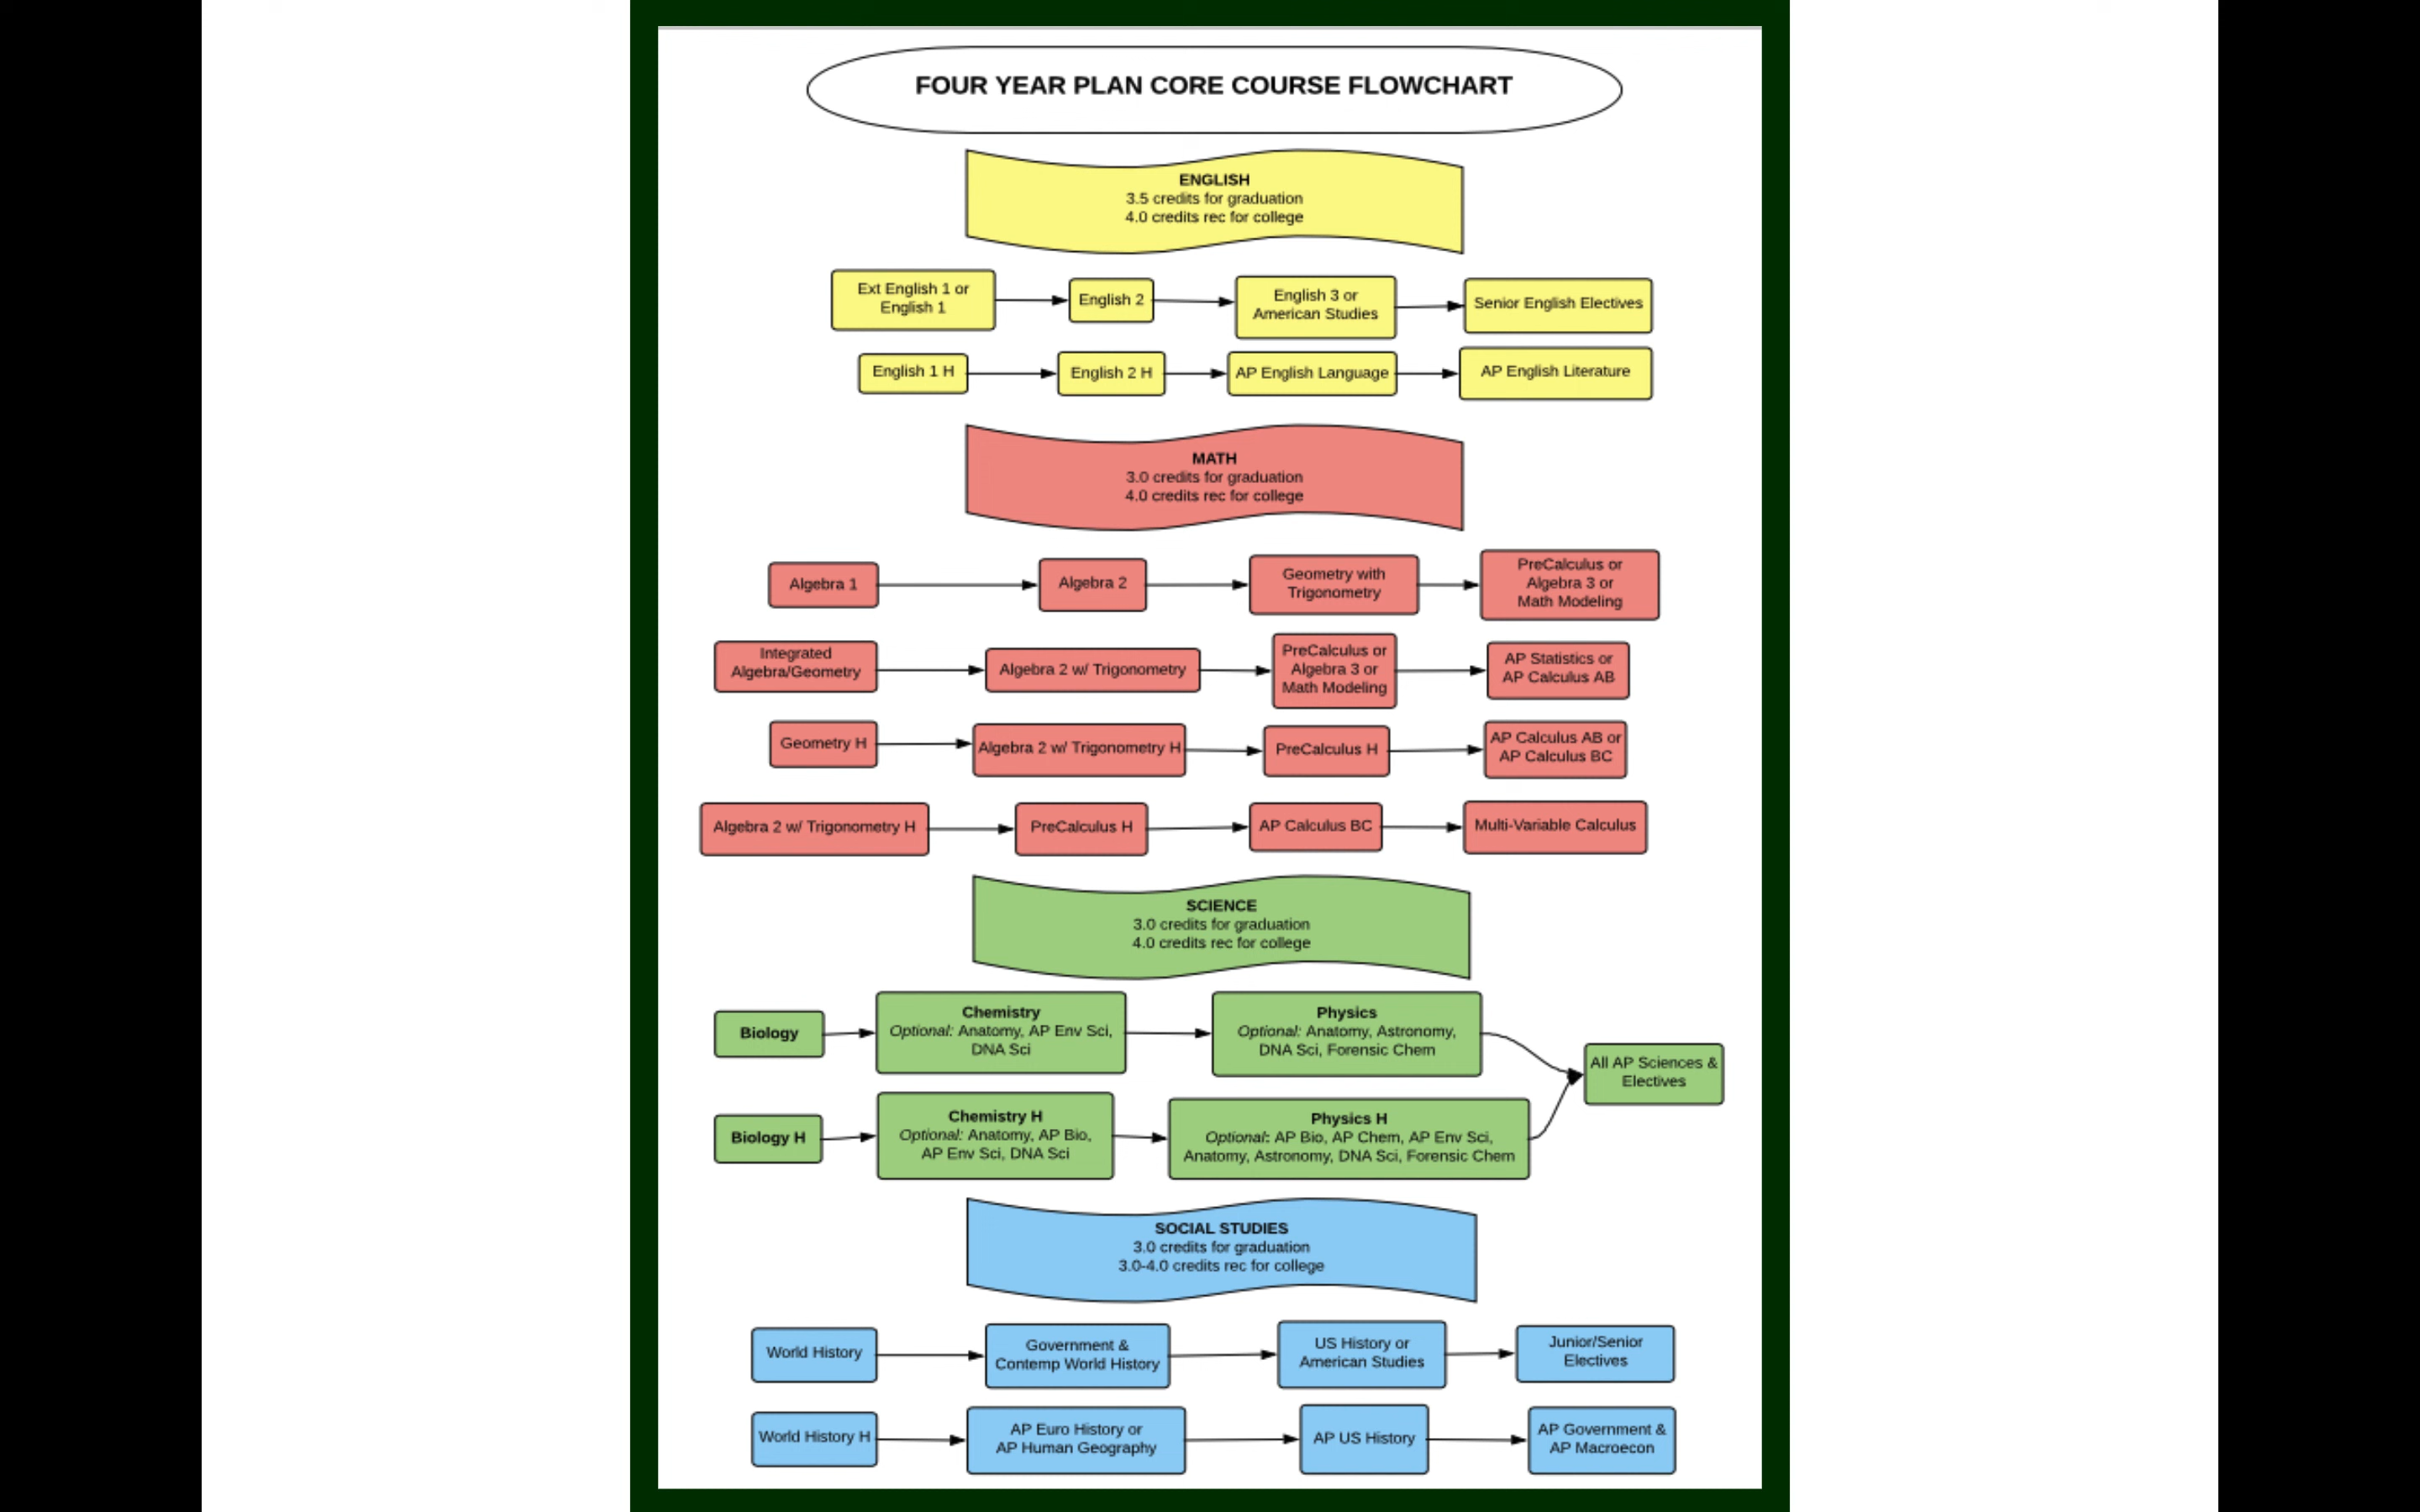 FOUR YEAR PLAN CORE COURSE FLOWCHART
ENGLISH
3.5 credits for graduation
4.0 credits rec for college
Ext English 1 or
English 1
English 2
English 3 or
American Studies
Senior English Electives
English 1 H
English 2 H
AP English Language
AP English Literature
MATH
3.0 credits for graduation
4.0 credits rec for college
Algebra 1
Algebra 2
Geometry with
Trigonometry
PreCalculus or
Algebra 3 or
Math Modeling
Integrated
Algebra/Geometry
Algebra 2 w/ Trigonometry
PreCalculus or
Algebra 3 or
Math Modeling
AP Statistics or
AP Calculus AB
Geometry H
Algebra 2 w/ Trigonometry H
PreCalculus H
AP Calculus AB or
AP Calculus BC
Algebra 2 w/ Trigonometry H
PreCalculus H
AP Calculus BC
Multi-Variable Calculus
SCIENCE
3.0 credits for graduation
4.0 credits rec for college
Biology
Chemistry
Optional: Anatomy, AP Env Sci,
DNA Sci
Physics
Optional: Anatomy, Astronomy,
DNA Sci, Forensic Chem
All AP Sciences &
Electives
Biology H
Chemistry H
Optional: Anatomy, AP Bio,
AP Env Sci, DNA Sci
Physics H
Optional: AP Bio, AP Chem, AP Env Sci,
Anatomy, Astronomy, DNA Sci, Forensic Chem
SOCIAL STUDIES
3.0 credits for graduation
3.0-4.0 credits rec for college
World History
Government &
Contemp World History
US History or
American Studies
Junior/Senior
Electives
World History H
AP Euro History or
AP Human Geography
AP US History
AP Government &
AP Macroecon